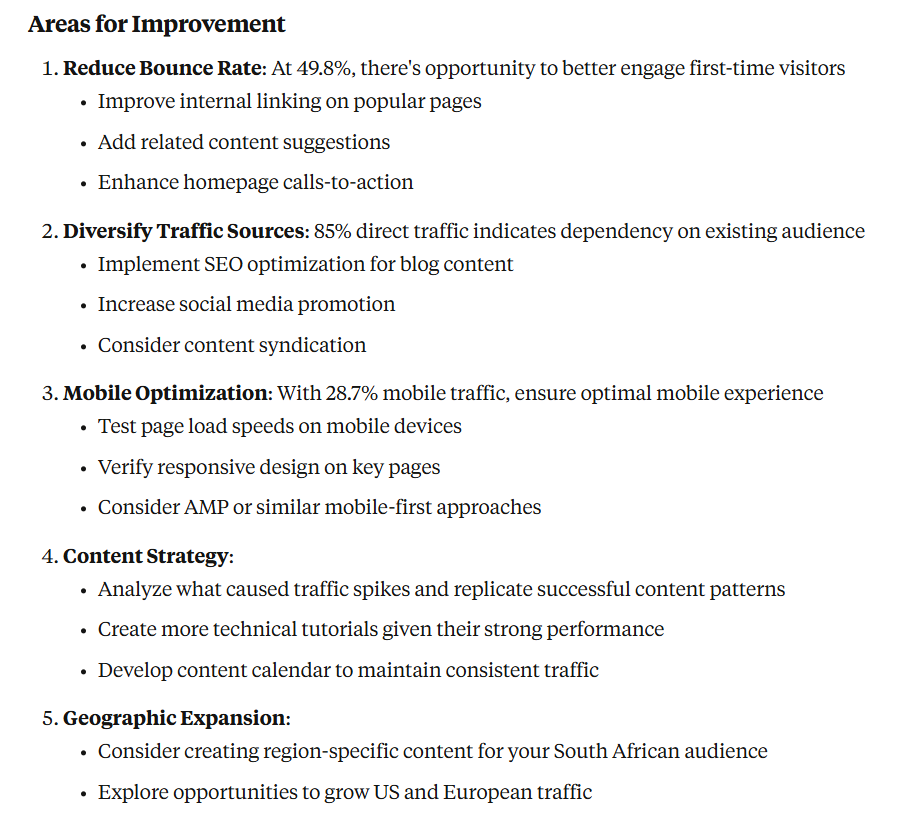 Areas for Improvement
1. Reduce Bounce Rate: At 49.8%, there's opportunity to better engage first-time visitors
• Improve internal linking on popular pages
• Add related content suggestions
• Enhance homepage calls-to-action
2. Diversify Traffic Sources: 85% direct traffic indicates dependency on existing audience
• Implement SEO optimization for blog content
• Increase social media promotion
• Consider content syndication
3. Mobile Optimization: With 28.7% mobile traffic, ensure optimal mobile experience
• Test page load speeds on mobile devices
• Verify responsive design on key pages
• Consider AMP or similar mobile-first approaches
4. Content Strategy:
• Analyze what caused traffic spikes and replicate successful content patterns
• Create more technical tutorials given their strong performance
• Develop content calendar to maintain consistent traffic
5. Geographic Expansion:
• Consider creating region-specific content for your South African audience
• Explore opportunities to grow US and European traffic